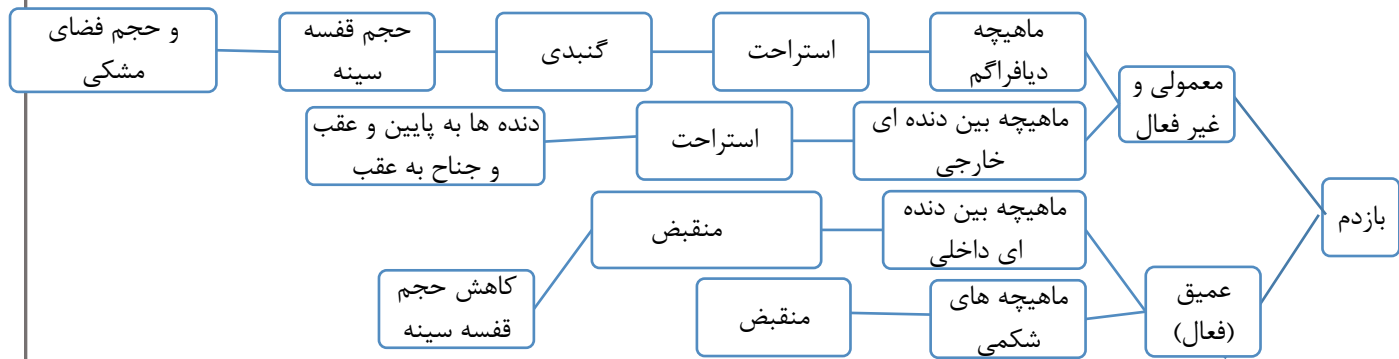 بازدم
معمولی و
غیر فعال
ماهیچه
دیافراگم
استراحت
گنبدی
حجم قفسه
سینه
و حجم فضای
مشکی
ماهیچه بین دنده ای
خارجی
استراحت
دنده ها به پایین و عقب
و جناح به عقب
عمیق
(فعال)
ماهیچه بین دنده
ای داخلی
منقبض
کاهش حجم
قفسه سینه
ماهیچه های
شکمی
منقبض